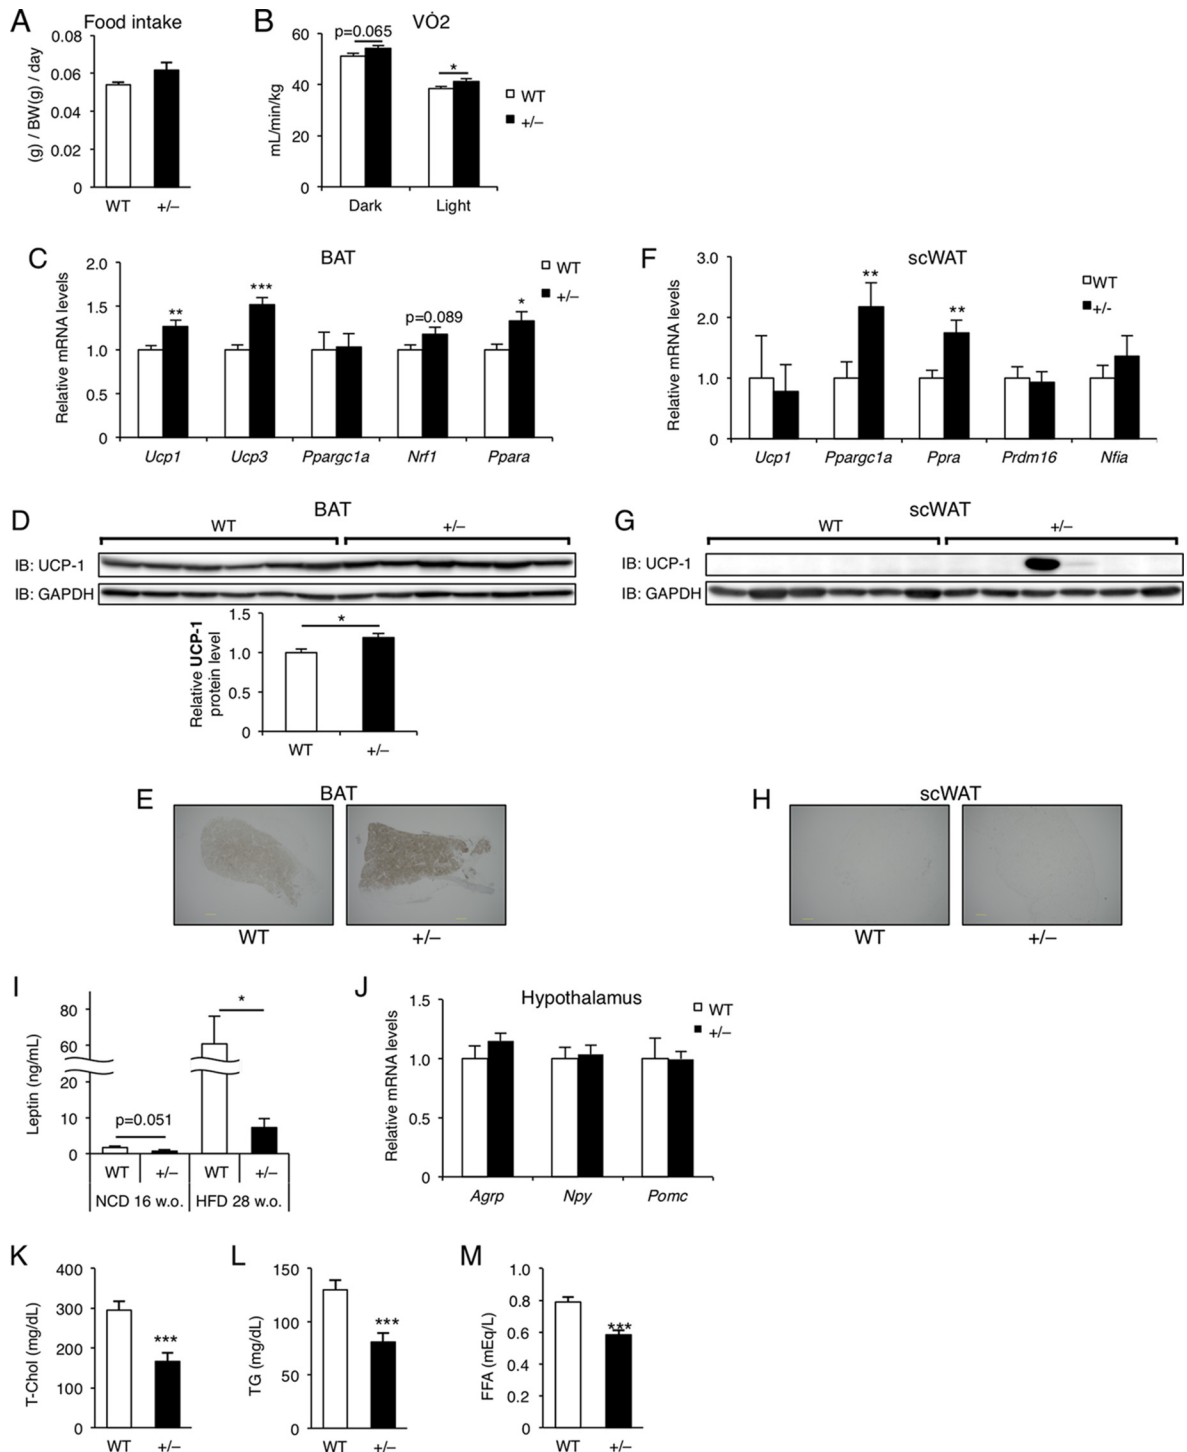 A
Food intake
(g) / BW(g) / day
0.08
0.06
0.04
0.02
0
WT +/–
B
VȮ2
mL/min/kg
60
40
20
0
p=0.065
*
Dark Light
WT
+/–
C
BAT
Relative mRNA levels
2.0
1.5
1.0
0.5
0
** *** p=0.089 *
WT
+/–
Ucp1 Ucp3 Ppargc1a Nrf1 Ppara
F
scWAT
Relative mRNA levels
3.0
2.0
1.0
0
** **
WT
+/-
Ucp1 Ppargc1a Ppra Prdm16 Nfia
D
BAT
WT +/–
IB: UCP-1
IB: GAPDH
Relative UCP-1
protein level
1.5
1.0
0.5
0
*
WT +/–
G
scWAT
WT +/–
IB: UCP-1
IB: GAPDH
E
BAT
WT +/–
H
scWAT
WT +/–
I
Leptin (ng/mL)
80
60
20
10
0
p=0.051
*
WT +/– WT +/–
NCD 16 w.o. HFD 28 w.o.
J
Hypothalamus
Relative mRNA levels
1.5
1.0
0.5
0
WT
+/–
Agrp Npy Pomc
K
T-Chol (mg/dL)
400
300
200
100
0
***
WT +/–
L
TG (mg/dL)
150
100
50
0
***
WT +/–
M
FFA (mEq/L)
1.0
0.8
0.6
0.4
0.2
0
***
WT +/–